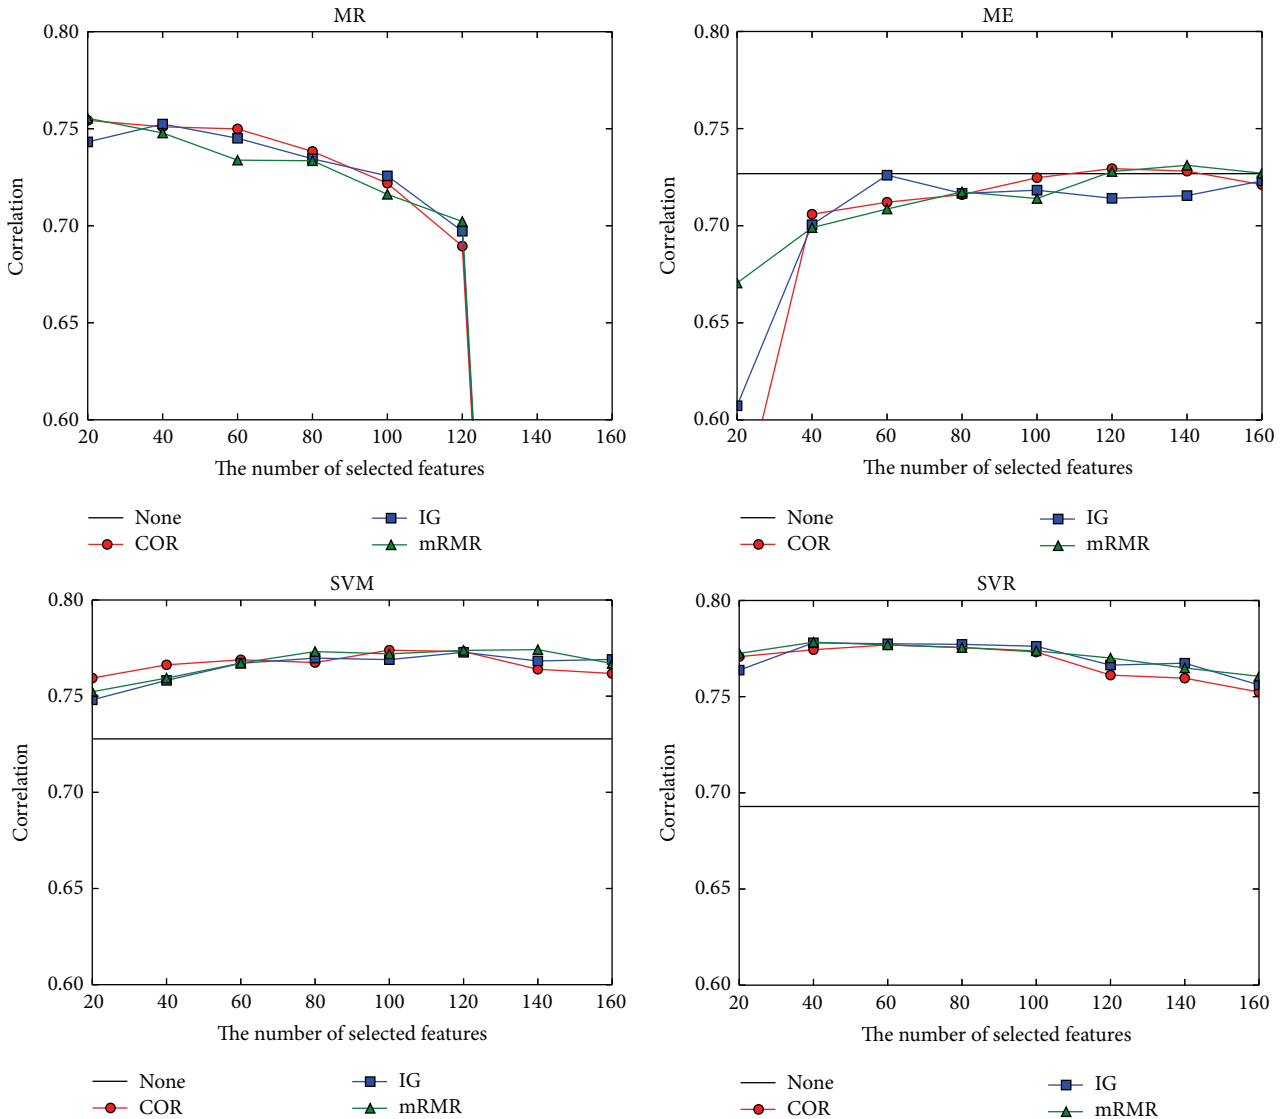 MR
0.80
0.75
0.70
0.65
0.60
Correlation
20 40 60 80 100 120 140 160
The number of selected features
None
IG
COR
mRMR
ME
0.80
0.75
0.70
0.65
0.60
Correlation
20 40 60 80 100 120 140 160
The number of selected features
None
IG
COR
mRMR
SVM
0.80
0.75
0.70
0.65
0.60
Correlation
20 40 60 80 100 120 140 160
The number of selected features
None
IG
COR
mRMR
SVR
0.80
0.75
0.70
0.65
0.60
Correlation
20 40 60 80 100 120 140 160
The number of selected features
None
IG
COR
mRMR